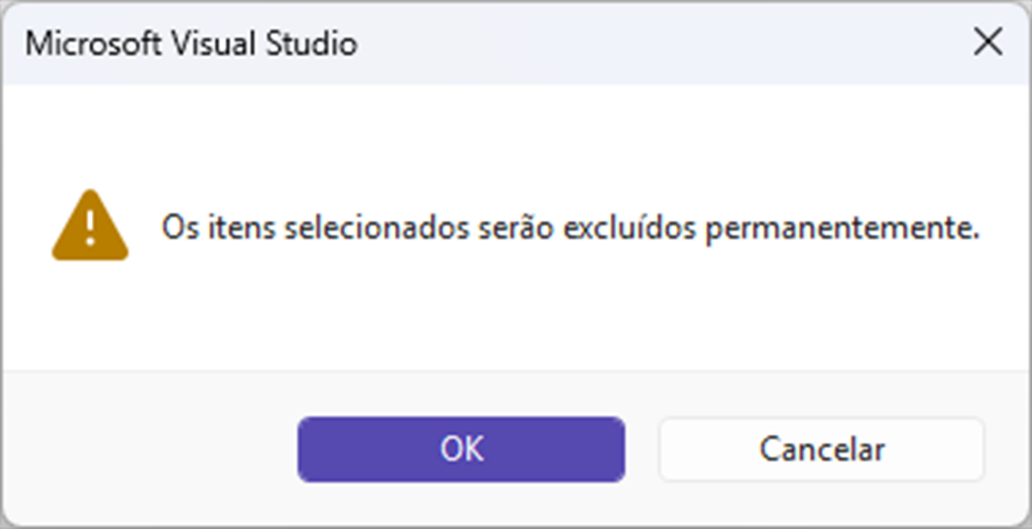 Microsoft Visual Studio
Os itens selecionados serão excluídos permanentemente.
OK
Cancelar